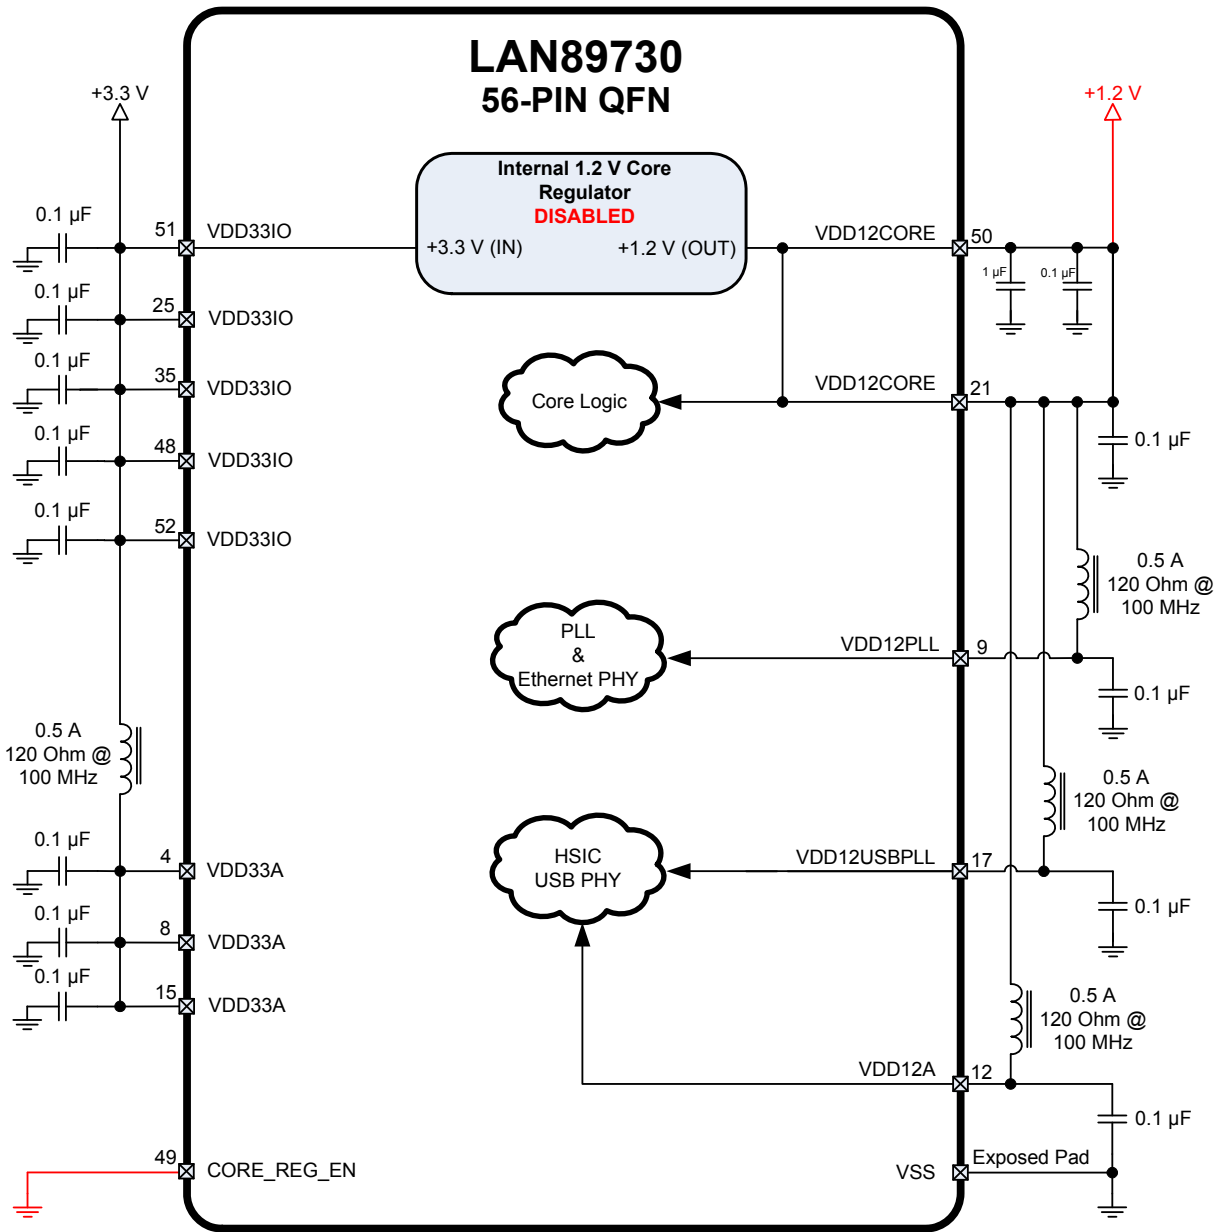 LAN89730
56-PIN QFN
+3.3 V
+1.2 V
Internal 1.2 V Core
Regulator
DISABLED
+3.3 V (IN)
+1.2 V (OUT)
0.1 µF
51
VDD33IO
VDD12CORE
50
1 µF
0.1 µF
0.1 µF
25
VDD33IO
0.1 µF
35
VDD33IO
Core Logic
VDD12CORE
21
0.1 µF
0.1 µF
48
VDD33IO
0.1 µF
52
VDD33IO
0.5 A
120 Ohm @
100 MHz
PLL
&
Ethernet PHY
VDD12PLL
9
0.1 µF
0.5 A
120 Ohm @
100 MHz
0.5 A
120 Ohm @
100 MHz
0.1 µF
4
VDD33A
HSIC
USB PHY
VDD12USBPLL
17
0.1 µF
0.1 µF
8
VDD33A
0.1 µF
15
VDD33A
0.5 A
120 Ohm @
100 MHz
VDD12A
12
0.1 µF
49
CORE_REG_EN
VSS
Exposed Pad